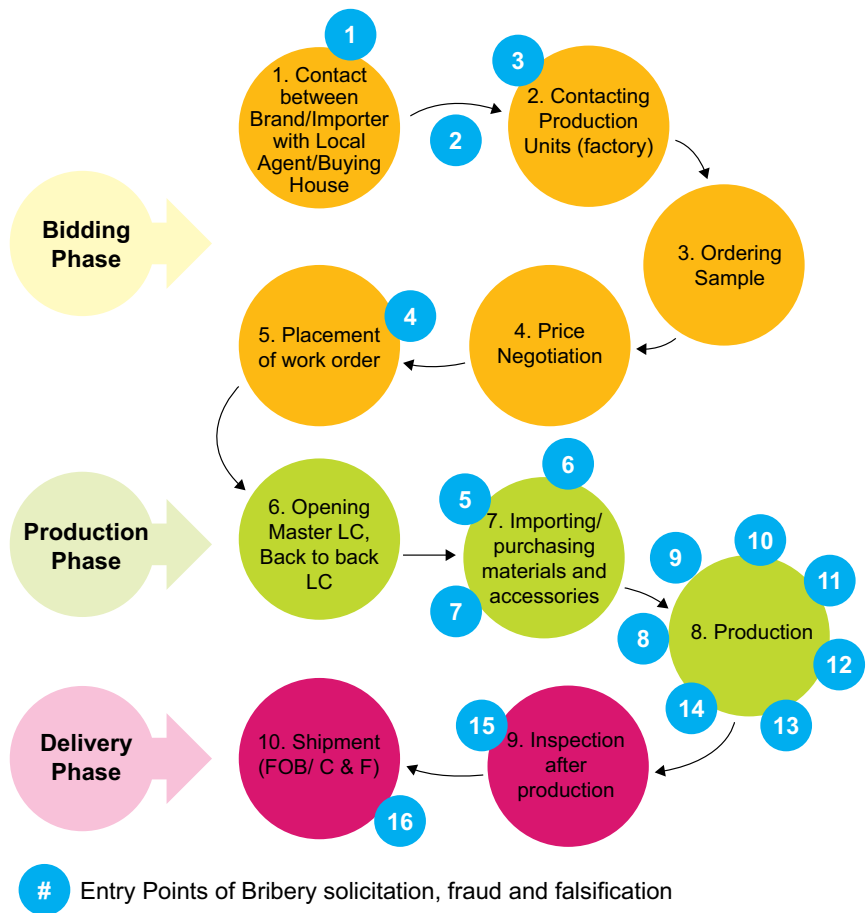 1
1. Contact
between
Brand/Importer
with Local
Agent/Buying
House
2
3
2. Contacting
Production
Units (factory)
Bidding
Phase
3. Ordering
Sample
4. Price
Negotiation
4
5. Placement
of work order
Production
Phase
6. Opening
Master LC,
Back to back
LC
5
6
7
7. Importing/
purchasing
materials and
accessories
8
9
10
11
12
13
14
8. Production
Delivery
Phase
15
9. Inspection
after
production
10. Shipment
(FOB/ C & F)
16
# Entry Points of Bribery solicitation, fraud and falsification